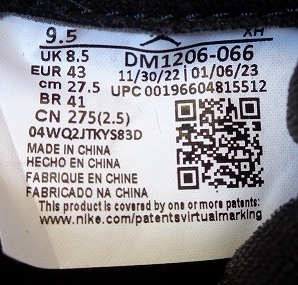 9.5 XH
UK 8.5 DM1206-066
EUR 43 11/30/22 | 01/06/23
cm 27.5 UPC 00196604815512
BR 41
CN 275(2.5)
04WQ2JTKYS83D
MADE IN CHINA
HECHO EN CHINA
FABRIQUE EN CHINE
FABRICADO NA CHINA
This product is covered by one or more patents
www.nike.com/patentsvirtualmarking